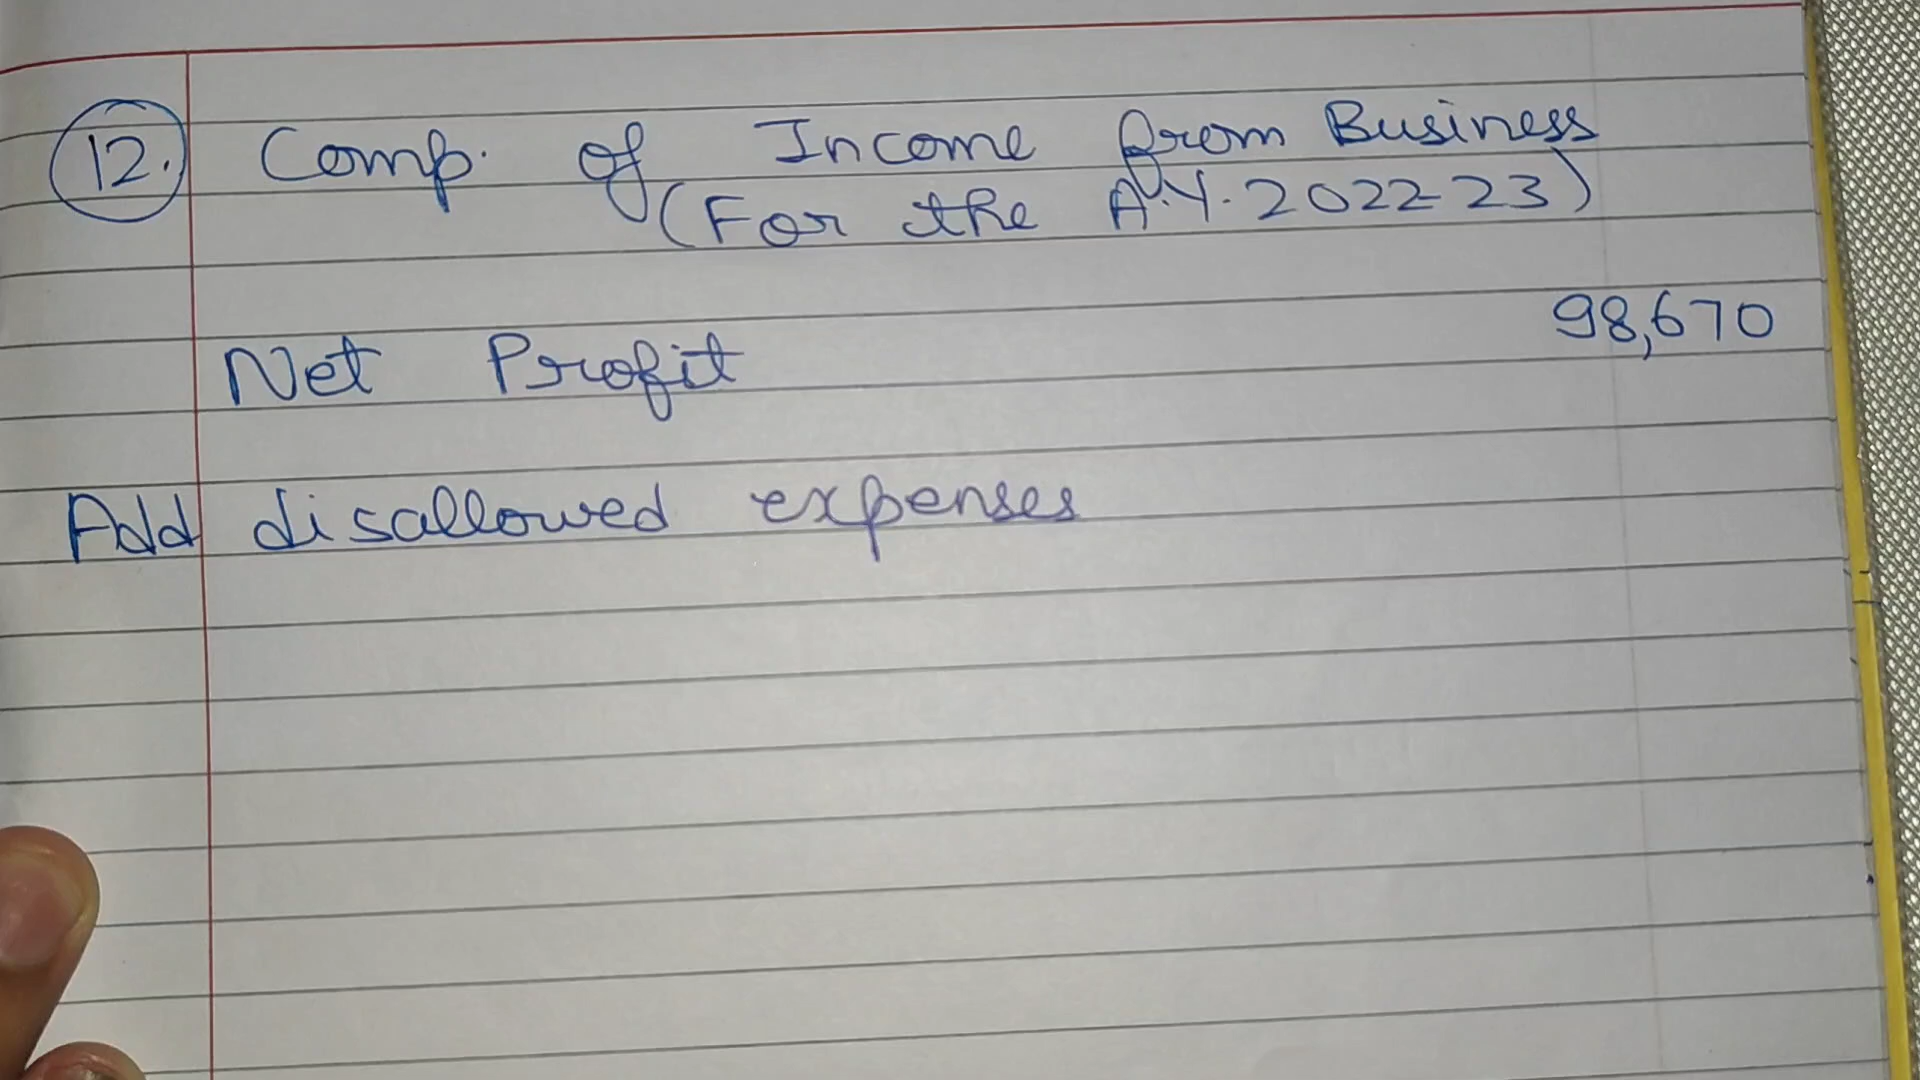 12. Comp. of Income from Business
(For the A.Y. 2022-23)
Net Profit 98,670
Add disallowed expenses